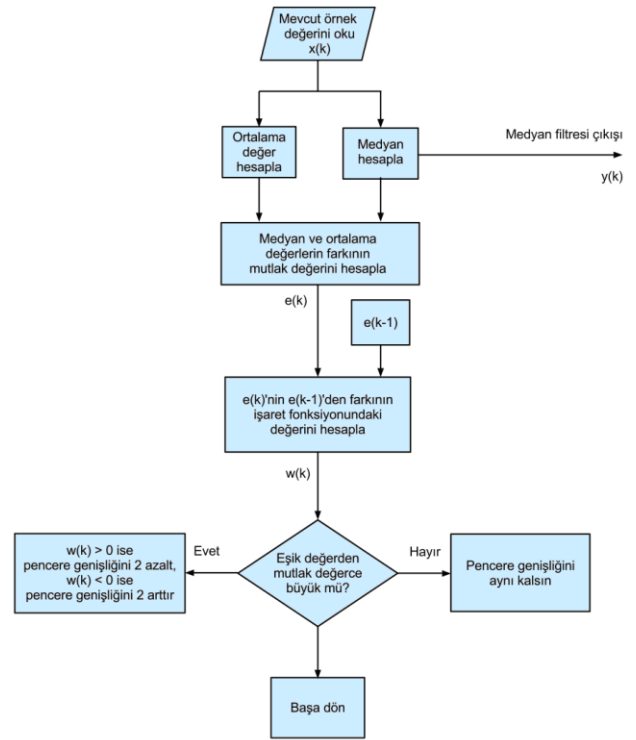 Mevcut örnek
değerini oku
x(k)
Ortalama
değer
hesapla
Medyan
hesapla
Medyan filtresi çıkışı
y(k)
Medyan ve ortalama
değerlerin farkının
mutlak değerini hesapla
e(k)
e(k-1)
e(k)'nin e(k-1)'den farkının
işaret fonksiyonundaki
değerini hesapla
w(k)
w(k) > 0 ise
pencere genişliğini 2 azalt,
w(k) < 0 ise
pencere genişliğini 2 arttır
Evet
Eşik değerden
mutlak değerce
büyük mü?
Hayır
Pencere genişliğini
aynı kalsın
Başa dön